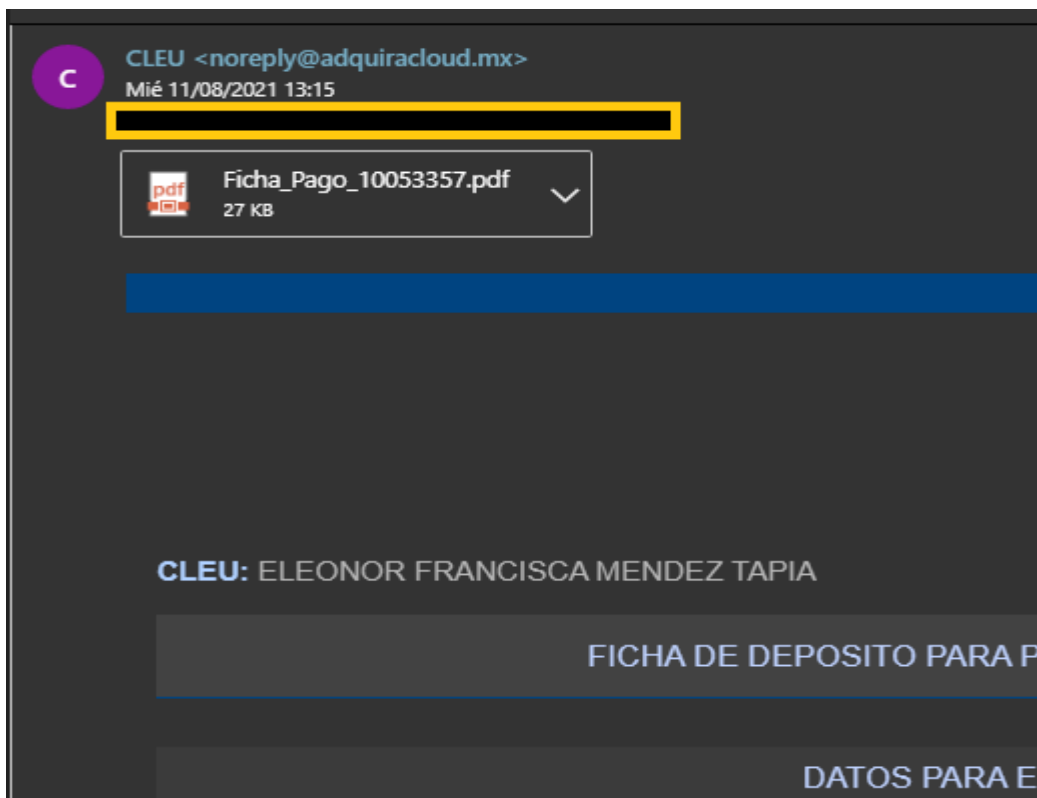 C
CLEU <noreply@adquiracloud.mx>
Mié 11/08/2021 13:15
pdf
Ficha_Pago_10053357.pdf
27 KB
CLEU: ELEONOR FRANCISCA MENDEZ TAPIA
FICHA DE DEPOSITO PARA P
DATOS PARA E